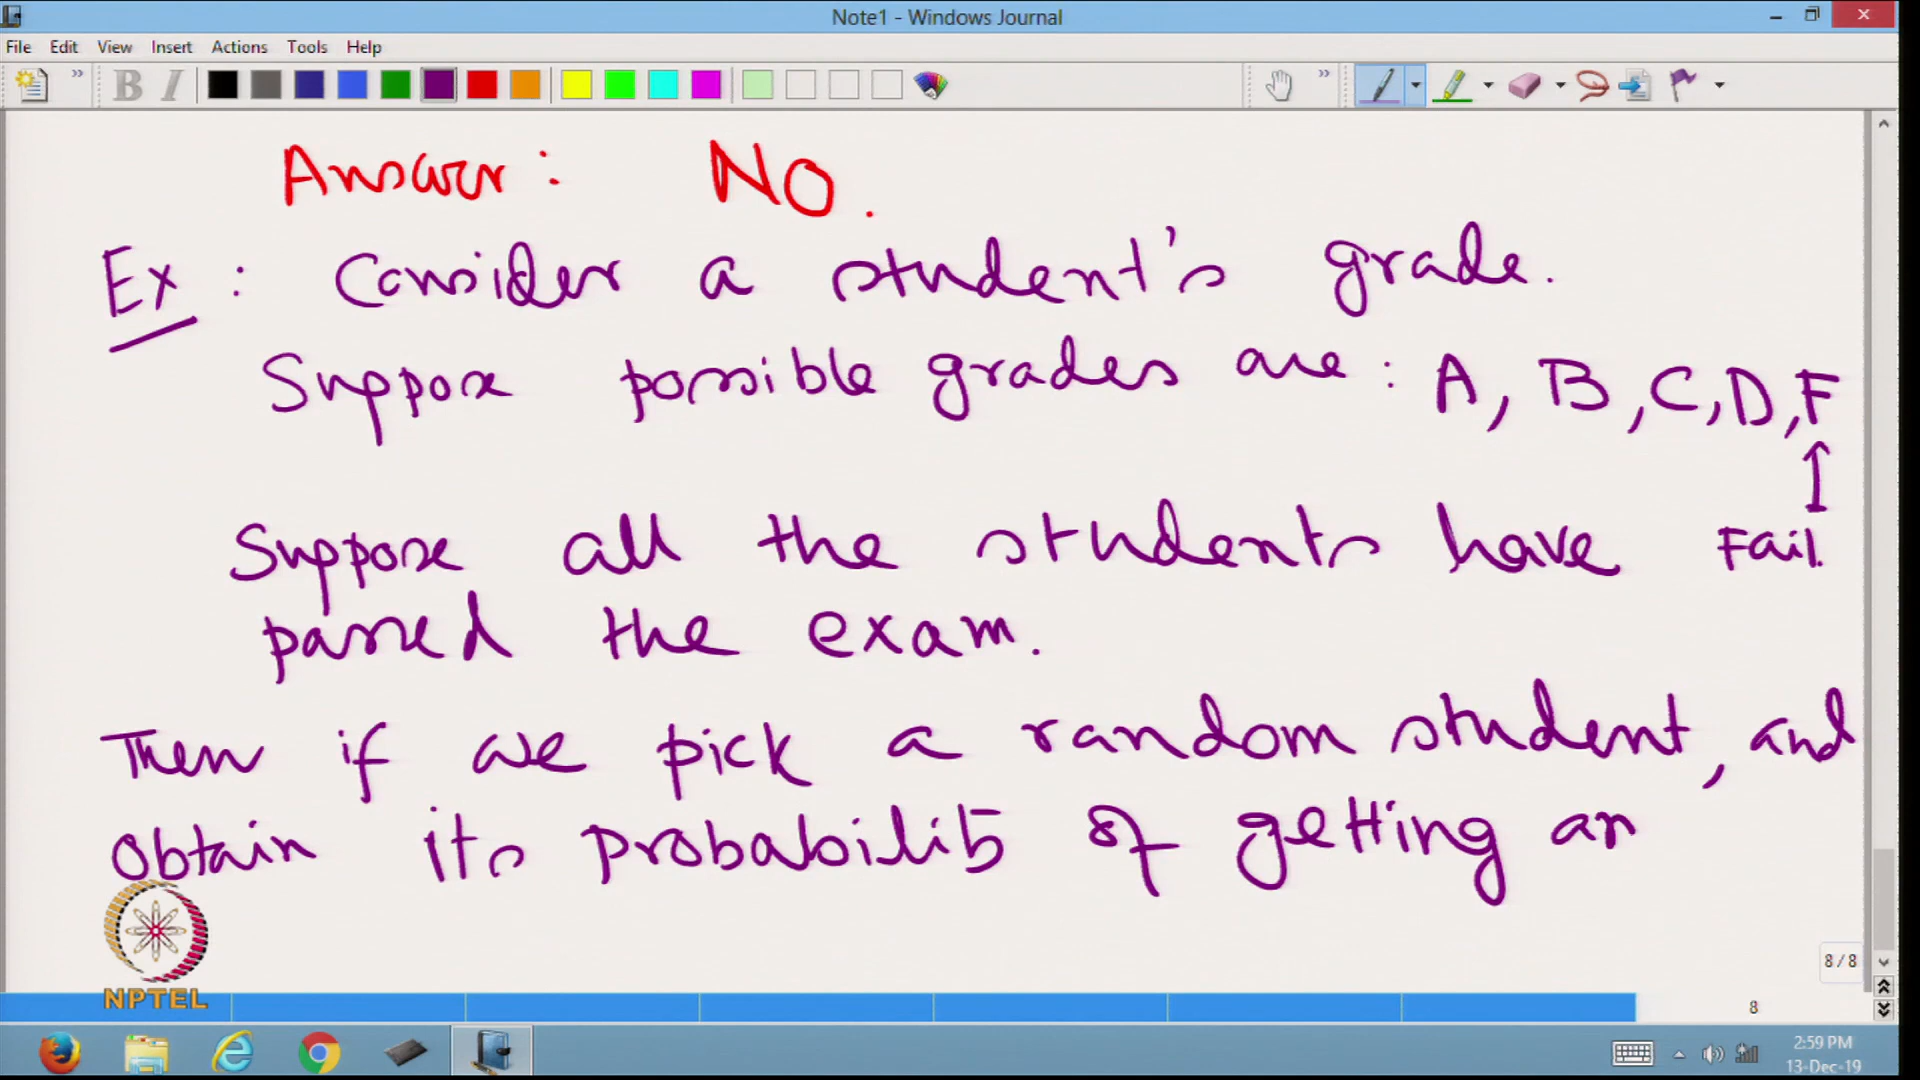 Note1 - Windows Journal
File Edit View Insert Actions Tools Help
B I
Answer: No.
Ex: Consider a student's grade.
Suppose possible grades are: A, B, C, D, F
Suppose all the students have Fail.
passed the exam.
Then if we pick a random student, and
obtain its probability of getting an
NPTEL
8/8
8
2:59 PM
13-Dec-19